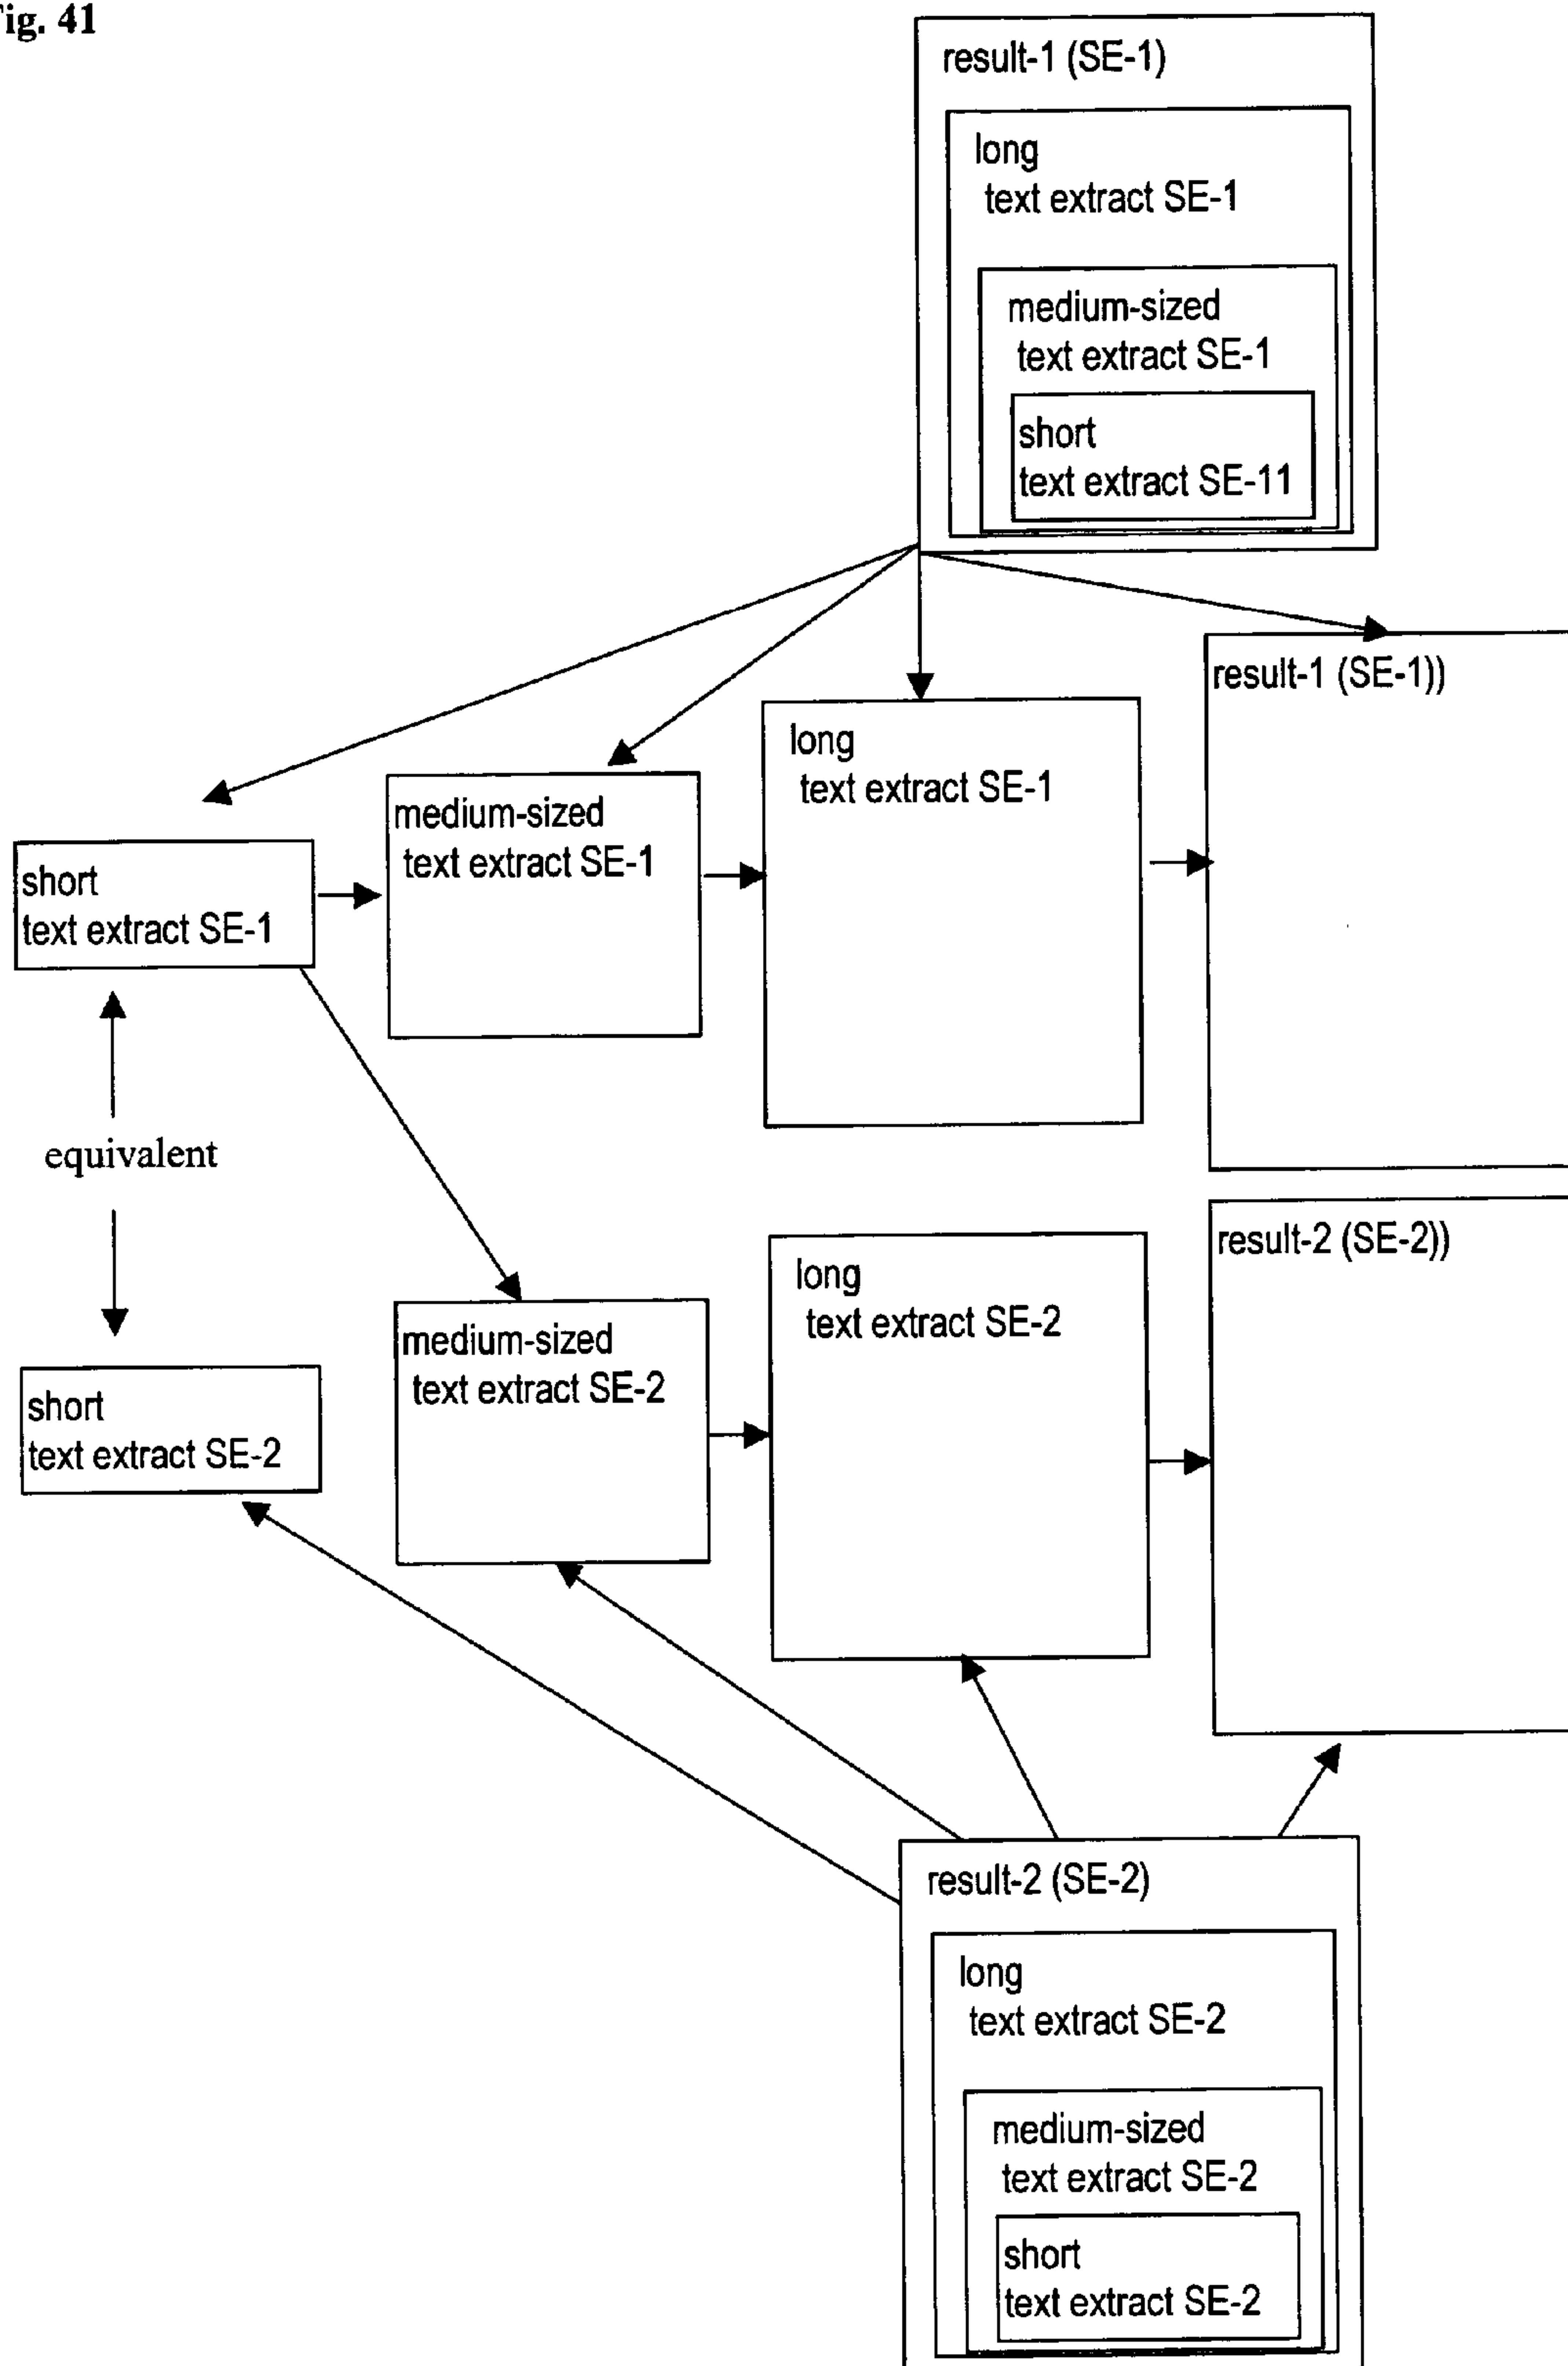 ig. 41
result-1 (SE-1)
long
text extract SE-1
medium-sized
text extract SE-1
short
text extract SE-11
result-1 (SE-1))
long
text extract SE-1
medium-sized
text extract SE-1
short
text extract SE-1
equivalent
result-2 (SE-2))
long
text extract SE-2
medium-sized
text extract SE-2
short
text extract SE-2
result-2 (SE-2)
long
text extract SE-2
medium-sized
text extract SE-2
short
text extract SE-2